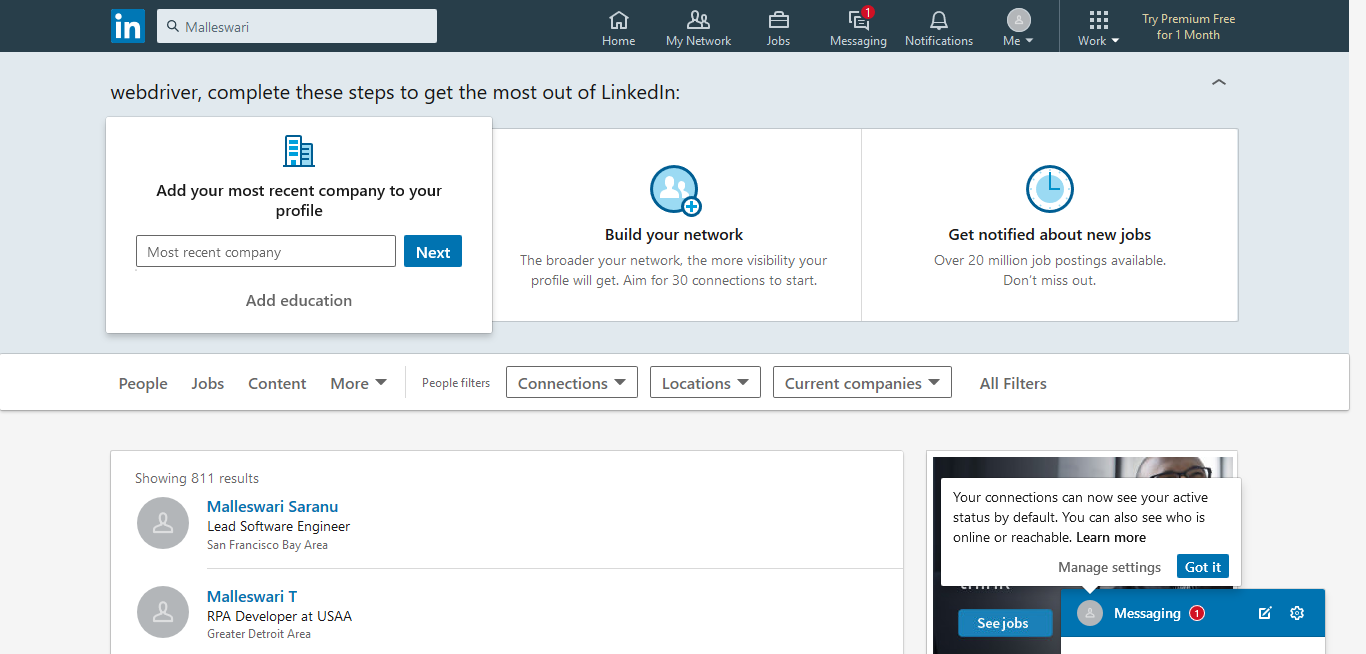 in
Malleswari
Home
My Network
Jobs
1
Messaging
Notifications
Me
Work
Try Premium Free
for 1 Month
webdriver, complete these steps to get the most out of LinkedIn:
Add your most recent company to your
profile
Most recent company
Next
Add education
Build your network
The broader your network, the more visibility your
profile will get. Aim for 30 connections to start.
Get notified about new jobs
Over 20 million job postings available.
Don't miss out.
People
Jobs
Content
More
People filters
Connections
Locations
Current companies
All Filters
Showing 811 results
Malleswari Saranu
Lead Software Engineer
San Francisco Bay Area
Malleswari T
RPA Developer at USAA
Greater Detroit Area
Your connections can now see your active
status by default. You can also see who is
online or reachable. Learn more
Manage settings
Got it
See jobs
Messaging 1